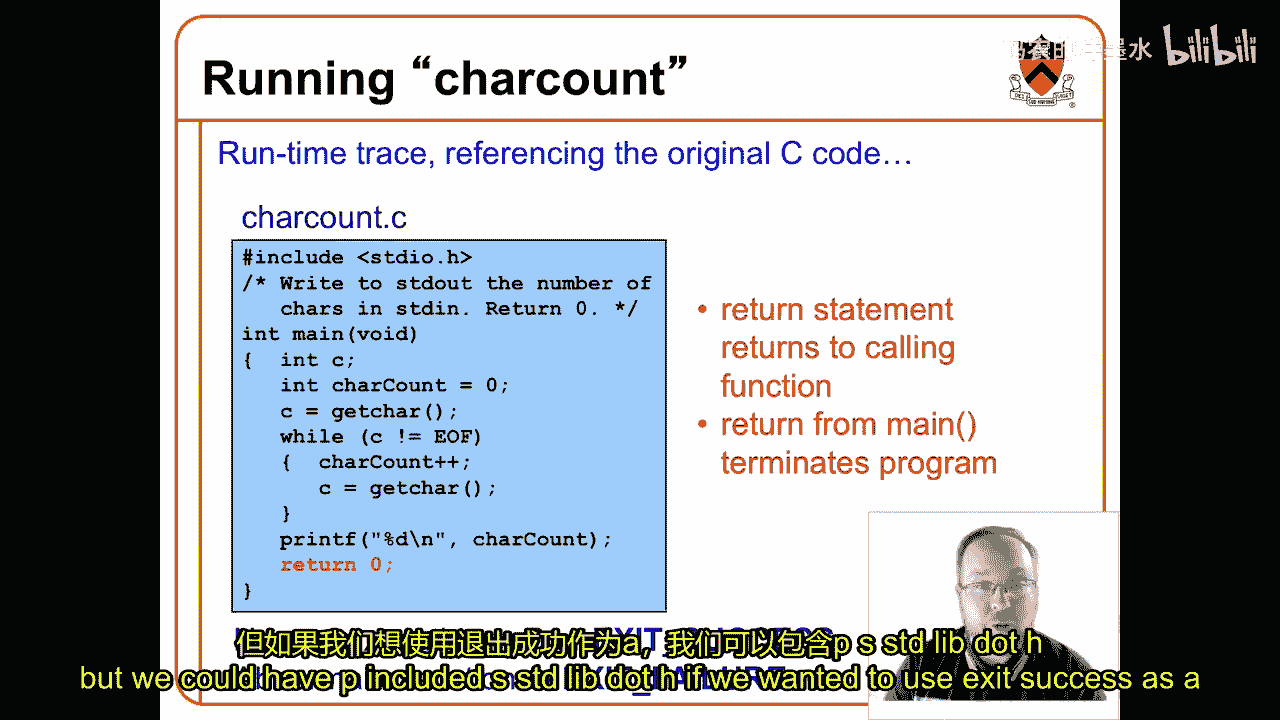 Running “charcount”
bilibili
Run-time trace, referencing the original C code…
charcount.c
#include <stdio.h>
/* Write to stdout the number of
chars in stdin. Return 0. */
int main(void)
{ int c;
int charCount = 0;
c = getchar();
while (c != EOF)
{ charCount++;
c = getchar();
}
printf("%d\n", charCount);
return 0;
}
• return statement
returns to calling
function
• return from main()
terminates program
但如果我们想使用退出成功作为a，我们可以包含p s std lib dot h
but we could have p included s std lib dot h if we wanted to use exit success as a